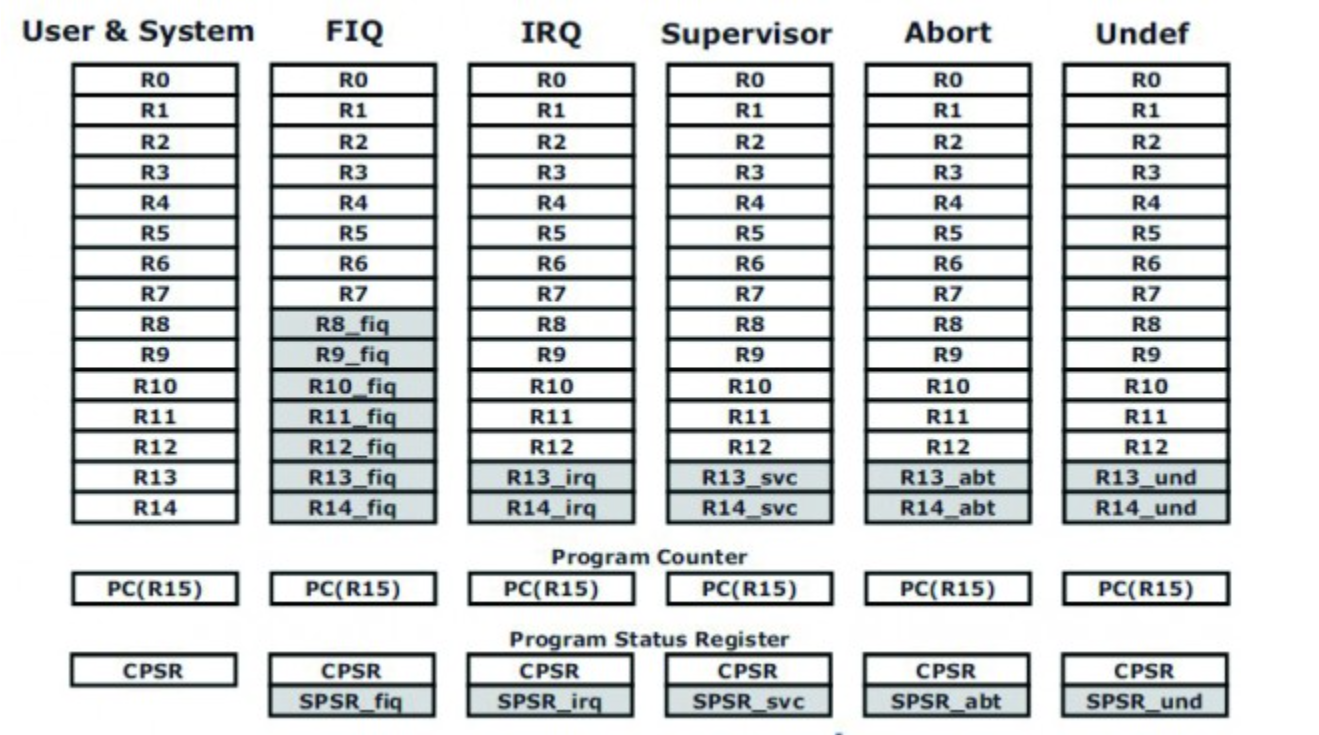 User & System FIQ IRQ Supervisor Abort Undef
R0 R0 R0 R0 R0 R0
R1 R1 R1 R1 R1 R1
R2 R2 R2 R2 R2 R2
R3 R3 R3 R3 R3 R3
R4 R4 R4 R4 R4 R4
R5 R5 R5 R5 R5 R5
R6 R6 R6 R6 R6 R6
R7 R7 R7 R7 R7 R7
R8 R8_fiq R8 R8 R8 R8
R9 R9_fiq R9 R9 R9 R9
R10 R10_fiq R10 R10 R10 R10
R11 R11_fiq R11 R11 R11 R11
R12 R12_fiq R12 R12 R12 R12
R13 R13_fiq R13_irq R13_svc R13_abt R13_und
R14 R14_fiq R14_irq R14_svc R14_abt R14_und
Program Counter
PC(R15) PC(R15) PC(R15) PC(R15) PC(R15) PC(R15)
Program Status Register
CPSR CPSR CPSR CPSR CPSR CPSR
SPSR_fiq SPSR_irq SPSR_svc SPSR_abt SPSR_und